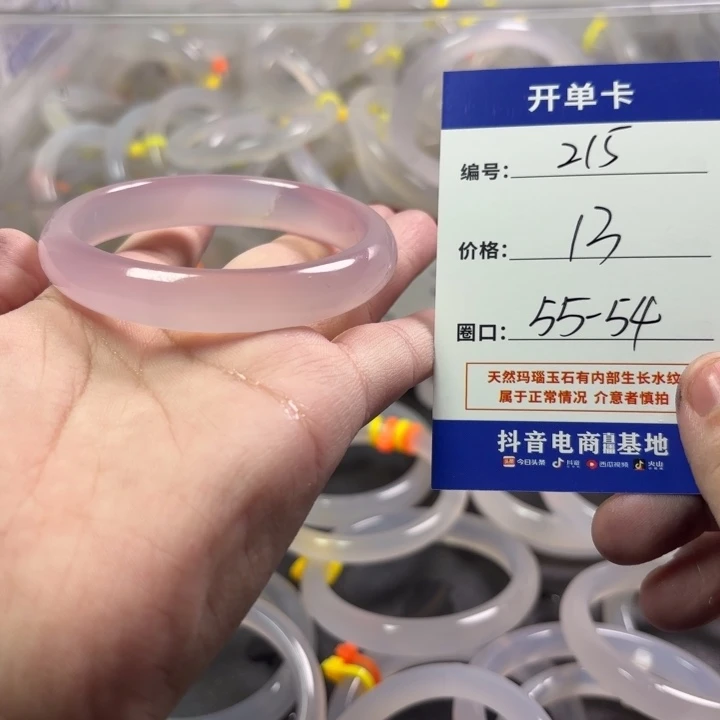 开单卡
编号: 215
价格: 13
圈口: 55-54
天然玛瑙玉石有内部生长水纹
属于正常情况 介意者慎拍
抖音电商直播基地
今日头条 抖音 西瓜视频 火山